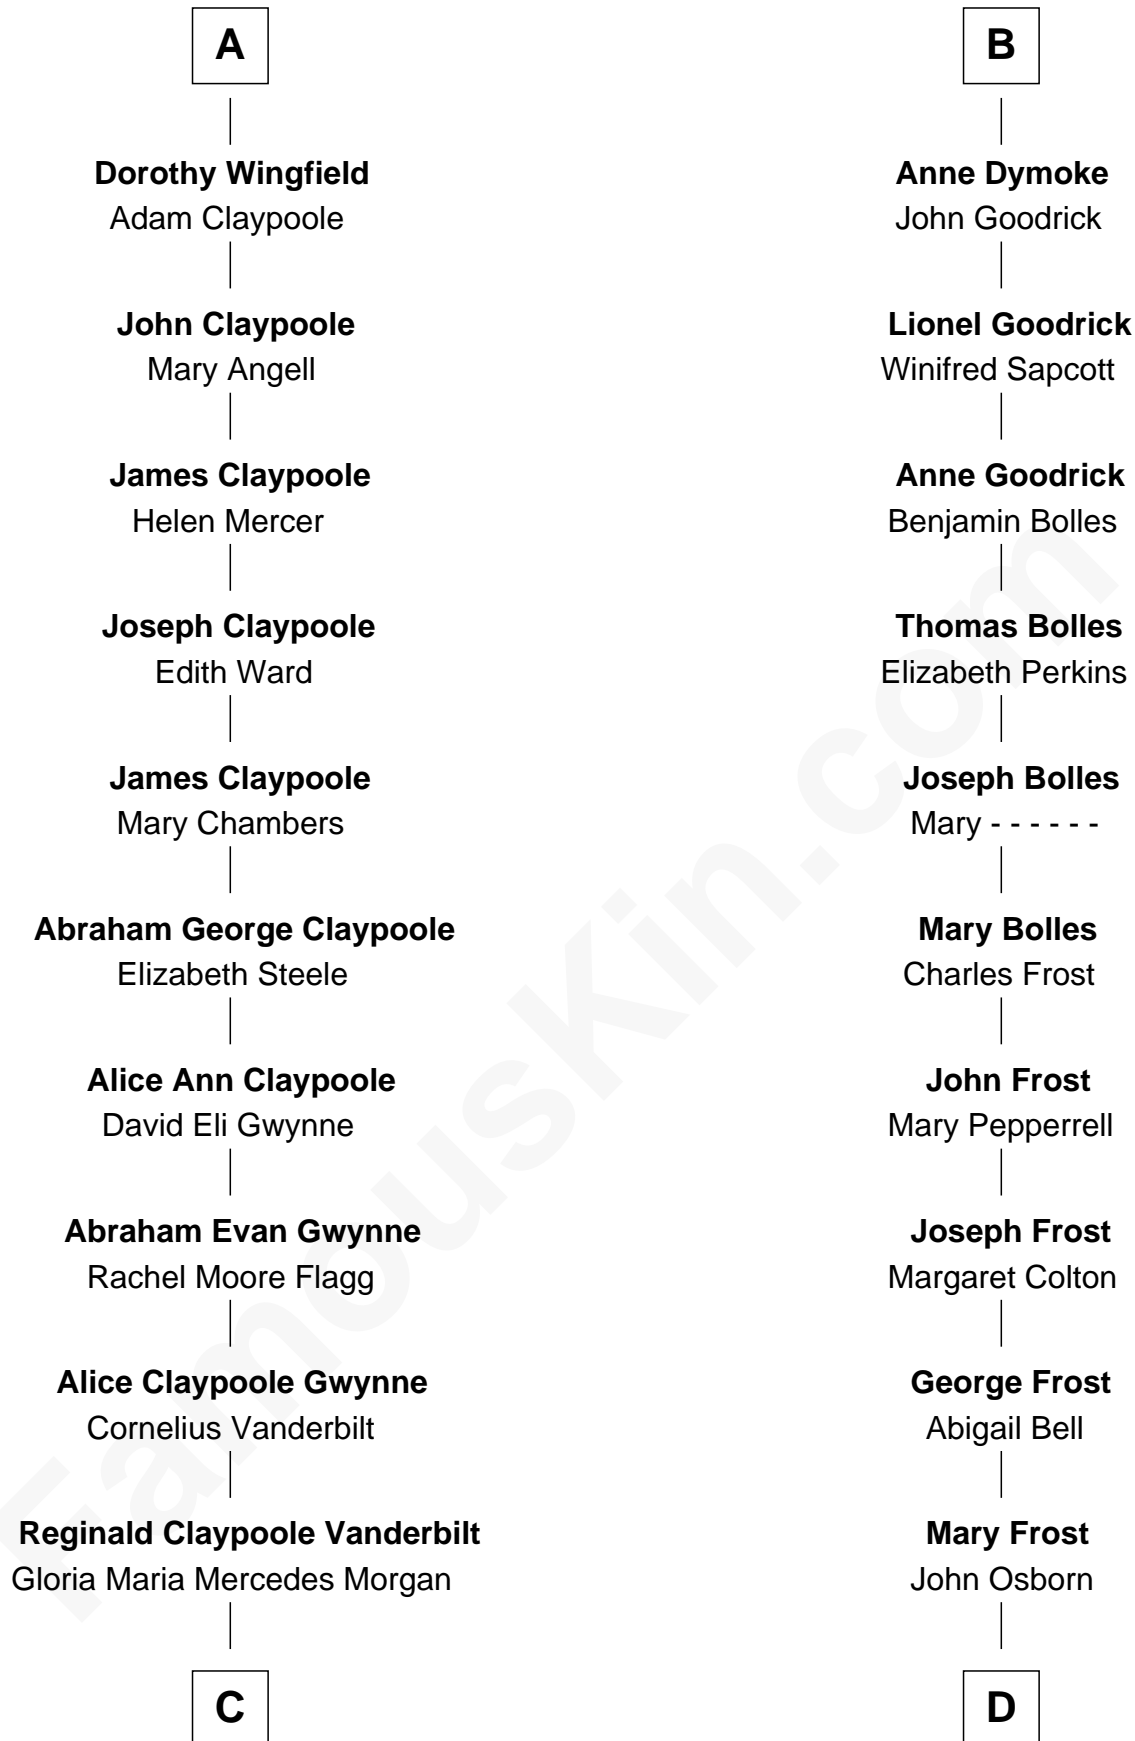 A
Dorothy Wingfield
Adam Claypoole
John Claypoole
Mary Angell
James Claypoole
Helen Mercer
Joseph Claypoole
Edith Ward
James Claypoole
Mary Chambers
Abraham George Claypoole
Elizabeth Steele
Alice Ann Claypoole
David Eli Gwynne
Abraham Evan Gwynne
Rachel Moore Flagg
Alice Claypoole Gwynne
Cornelius Vanderbilt
Reginald Claypoole Vanderbilt
Gloria Maria Mercedes Morgan
C
B
Anne Dymoke
John Goodrick
Lionel Goodrick
Winifred Sapcott
Anne Goodrick
Benjamin Bolles
Thomas Bolles
Elizabeth Perkins
Joseph Bolles
Mary - - - - - -
Mary Bolles
Charles Frost
John Frost
Mary Pepperrell
Joseph Frost
Margaret Colton
George Frost
Abigail Bell
Mary Frost
John Osborn
D
FamousKin.com